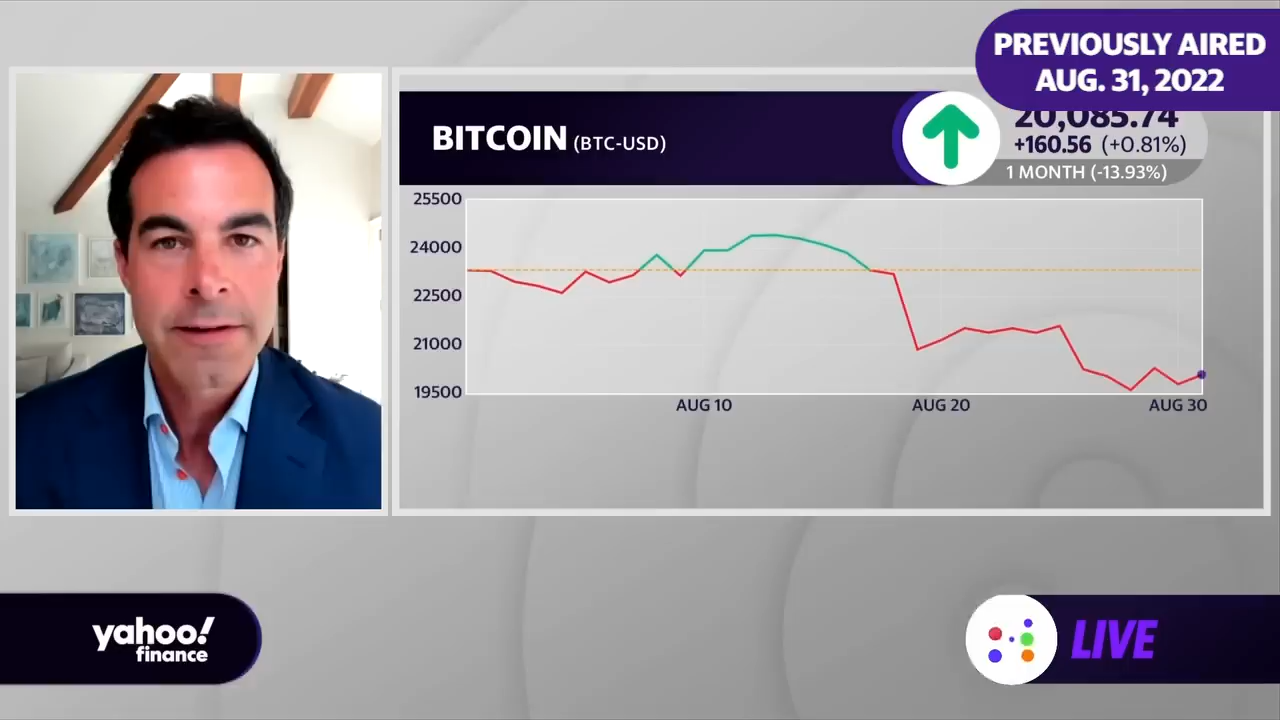 PREVIOUSLY AIRED
AUG. 31, 2022
BITCOIN (BTC-USD)
20,085.74
+160.56 (+0.81%)
1 MONTH (-13.93%)
25500
24000
22500
21000
19500
AUG 10 AUG 20 AUG 30
yahoo!
finance
LIVE